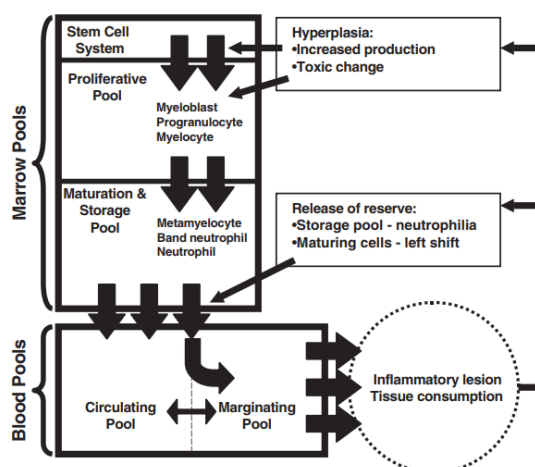 Stem Cell
System
Hyperplasia:
•Increased production
•Toxic change
Proliferative
Pool
Myeloblast
Progranulocyte
Myelocyte
Marrow Pools
Maturation &
Storage
Pool
Metamyelocyte
Band neutrophil
Neutrophil
Release of reserve:
•Storage pool - neutrophilia
•Maturing cells - left shift
Blood Pools
Circulating
Pool
Marginating
Pool
Inflammatory lesion
Tissue consumption